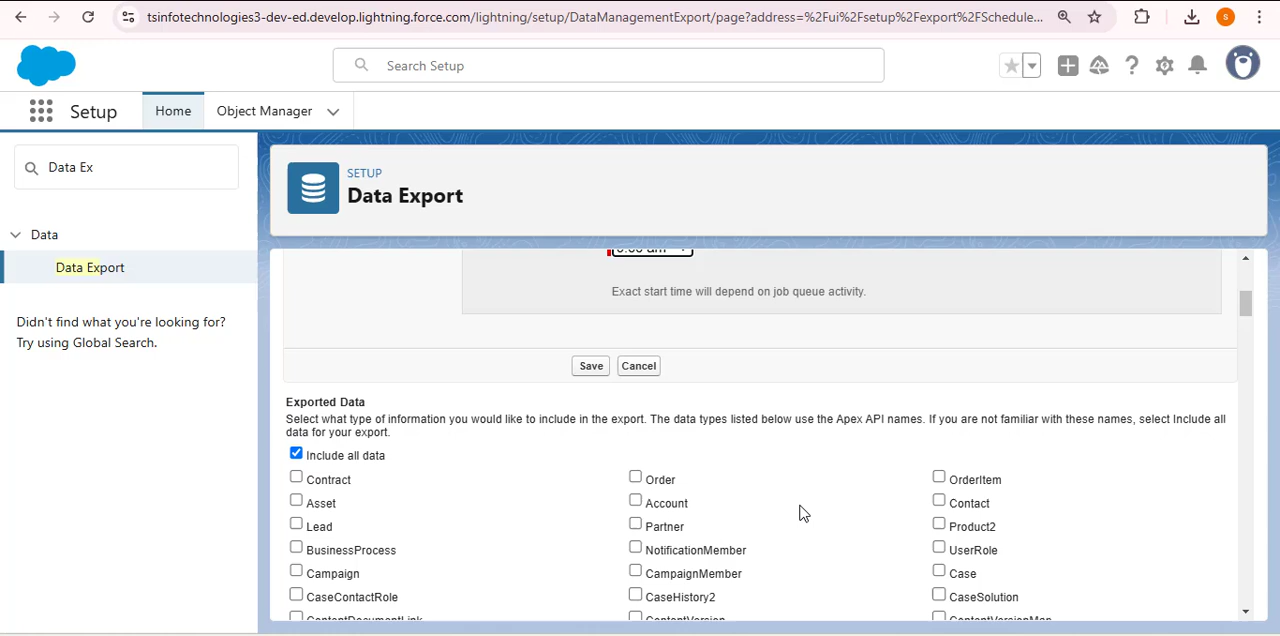 tsinfotechnologies3-dev-ed.develop.lightning.force.com/lightning/setup/DataManagementExport/page?address=%2Fui%2Fsetup%2Fexport%2FSchedule...
S
Search Setup
Setup
Home
Object Manager
Data Ex
Data
Data Export
Didn't find what you're looking for?
Try using Global Search.
SETUP
Data Export
Exact start time will depend on job queue activity.
Save Cancel
Exported Data
Select what type of information you would like to include in the export. The data types listed below use the Apex API names. If you are not familiar with these names, select Include all
data for your export.
Include all data
Contract Order OrderItem
Asset Account Contact
Lead Partner Product2
BusinessProcess NotificationMember UserRole
Campaign CampaignMember Case
CaseContactRole CaseHistory2 CaseSolution
ContentDocumentLink ContentVersion ContentVersionMap